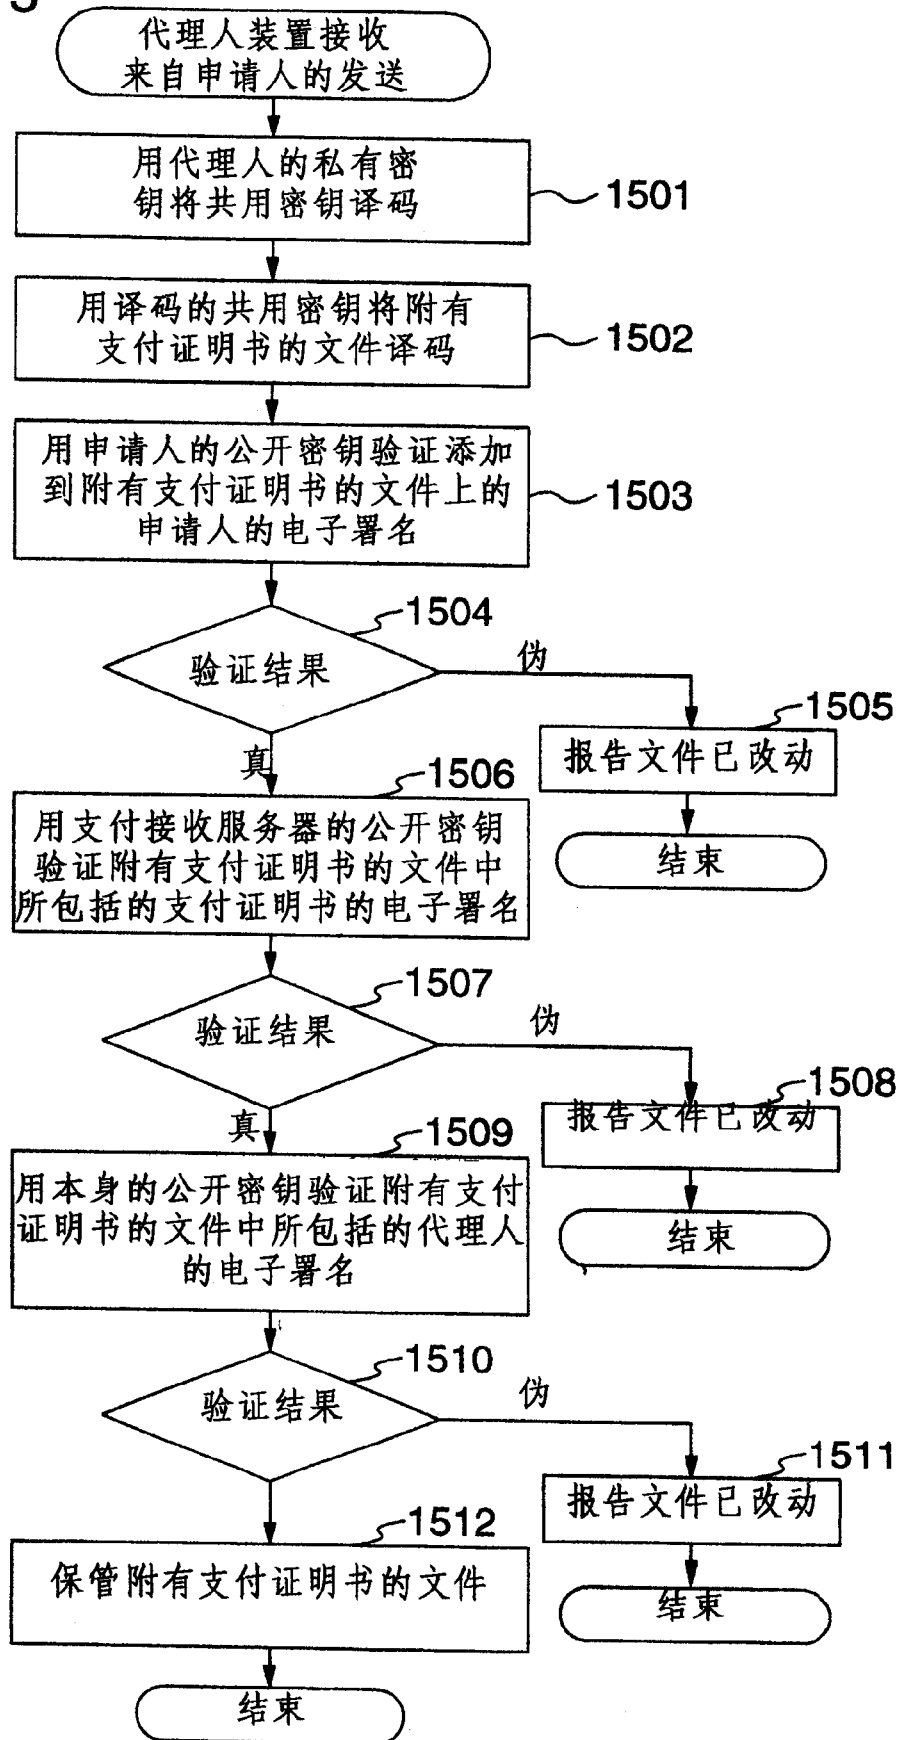 代理人装置接收
来自申请人的发送
用代理人的私有密
钥将共用密钥译码
1501
用译码的共用密钥将附有
支付证明书的文件译码
1502
用申请人的公开密钥验证添加
到附有支付证明书的文件上的
申请人的电子署名
1503
1504
验证结果
伪
1505
报告文件已改动
结束
真
1506
用支付接收服务器的公开密钥
验证附有支付证明书的文件中
所包括的支付证明书的电子署名
1507
验证结果
伪
1508
报告文件已改动
结束
真
1509
用本身的公开密钥验证附有支付
证明书的文件中所包括的代理人
的电子署名
1510
验证结果
伪
1511
报告文件已改动
结束
1512
保管附有支付证明书的文件
结束